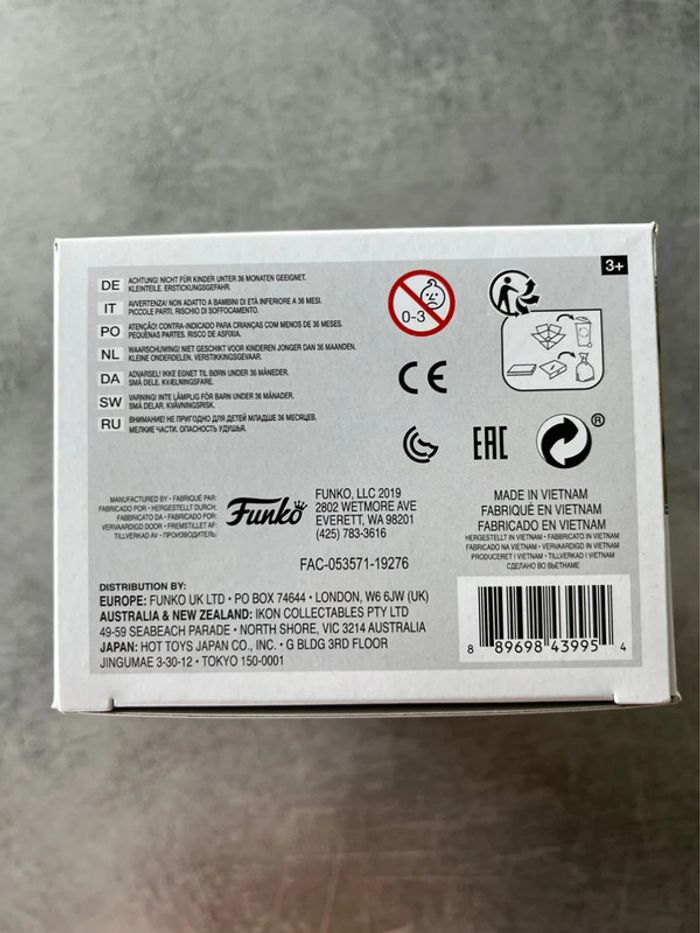 3+
DE ACHTUNG! NICHT FÜR KINDER UNTER 36 MONATEN GEEIGNET.
KLEINTEILE. ERSTICKUNGSGEFAHR.
IT AVVERTENZA! NON ADATTO A BAMBINI DI ETÀ INFERIORE A 36 MESI.
PICCOLE PARTI. RISCHIO DI SOFFOCAMENTO.
PO ATENÇÃO! CONTRA-INDICADO PARA CRIANÇAS COM MENOS DE 36 MESES.
PEQUENAS PARTES. RISCO DE ASFIXIA.
NL WAARSCHUWING! NIET GESCHIKT VOOR KINDEREN JONGER DAN 36 MAANDEN.
KLEINE ONDERDELEN. VERSTIKKINGSGEVAAR.
DA ADVARSEL! IKKE EGNET TIL BØRN UNDER 36 MÅNEDER.
SMÅ DELE. KVÆLNINGSFARE.
SW VARNING! INTE LÄMPLIG FÖR BARN UNDER 36 MÅNADER.
SMÅ DELAR. KVÄVNINGSRISK.
RU ВНИМАНИЕ! НЕ ПРИГОДНО ДЛЯ ДЕТЕЙ МЛАДШЕ 36 МЕСЯЦЕВ.
МЕЛКИЕ ЧАСТИ. ОПАСНОСТЬ УДУШЬЯ.
0-3
CE
EAC
®
MANUFACTURED BY • FABRIQUÉ PAR:
FABRICADO POR • HERGESTELLT DURCH:
FABBRICATO DA • FABRICADO POR:
VERVAARDIGD DOOR • FREMSTILLET AF:
TILLVERKAD AV • ПРОИЗВОДИТЕЛЬ:
Funko
FUNKO, LLC 2019
2802 WETMORE AVE
EVERETT, WA 98201
(425) 783-3616
FAC-053571-19276
MADE IN VIETNAM
FABRIQUÉ EN VIETNAM
FABRICADO EN VIETNAM
HERGESTELLT IN VIETNAM • FABBRICATO IN VIETNAM
FABRICADO NA VIETNAM • VERVAARDIGD IN VIETNAM
PRODUCERET I VIETNAM • TILLVERKAD I VIETNAM
СДЕЛАНО ВО ВЬЕТНАМЕ
DISTRIBUTION BY:
EUROPE: FUNKO UK LTD • PO BOX 74644 • LONDON, W6 6JW (UK)
AUSTRALIA & NEW ZEALAND: IKON COLLECTABLES PTY LTD
49-59 SEABEACH PARADE • NORTH SHORE, VIC 3214 AUSTRALIA
JAPAN: HOT TOYS JAPAN CO., INC. • G BLDG 3RD FLOOR
JINGUMAE 3-30-12 • TOKYO 150-0001
8 89698 43995 4